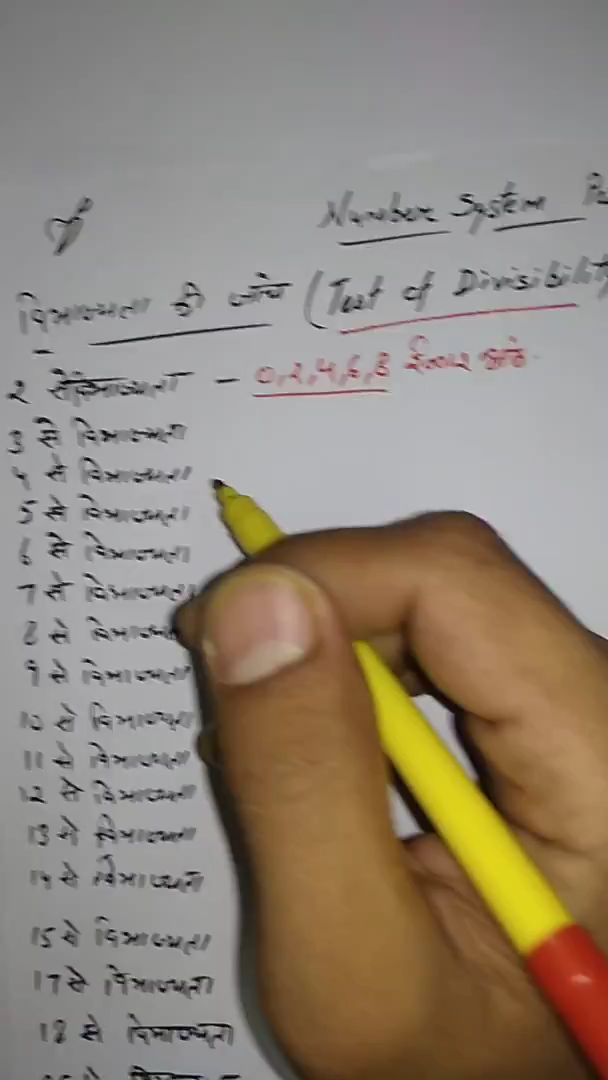 Number System
विभाज्यता की जाँच (Test of Divisibility
2 से विभाज्यता - 0,2,4,6,8 इकाई अंक
3 से विभाज्यता
4 से विभाज्यता
5 से विभाज्यता
6 से विभाज्यता
7 से विभाज्यता
8 से
9 से विभाज्यता
10 से विभाज्यता
11 से विभाज्यता
12 से विभाज्यता
13 से विभाज्यता
14 से विभाज्यता
15 से विभाज्यता
17 से विभाज्यता
18 से विभाज्यता